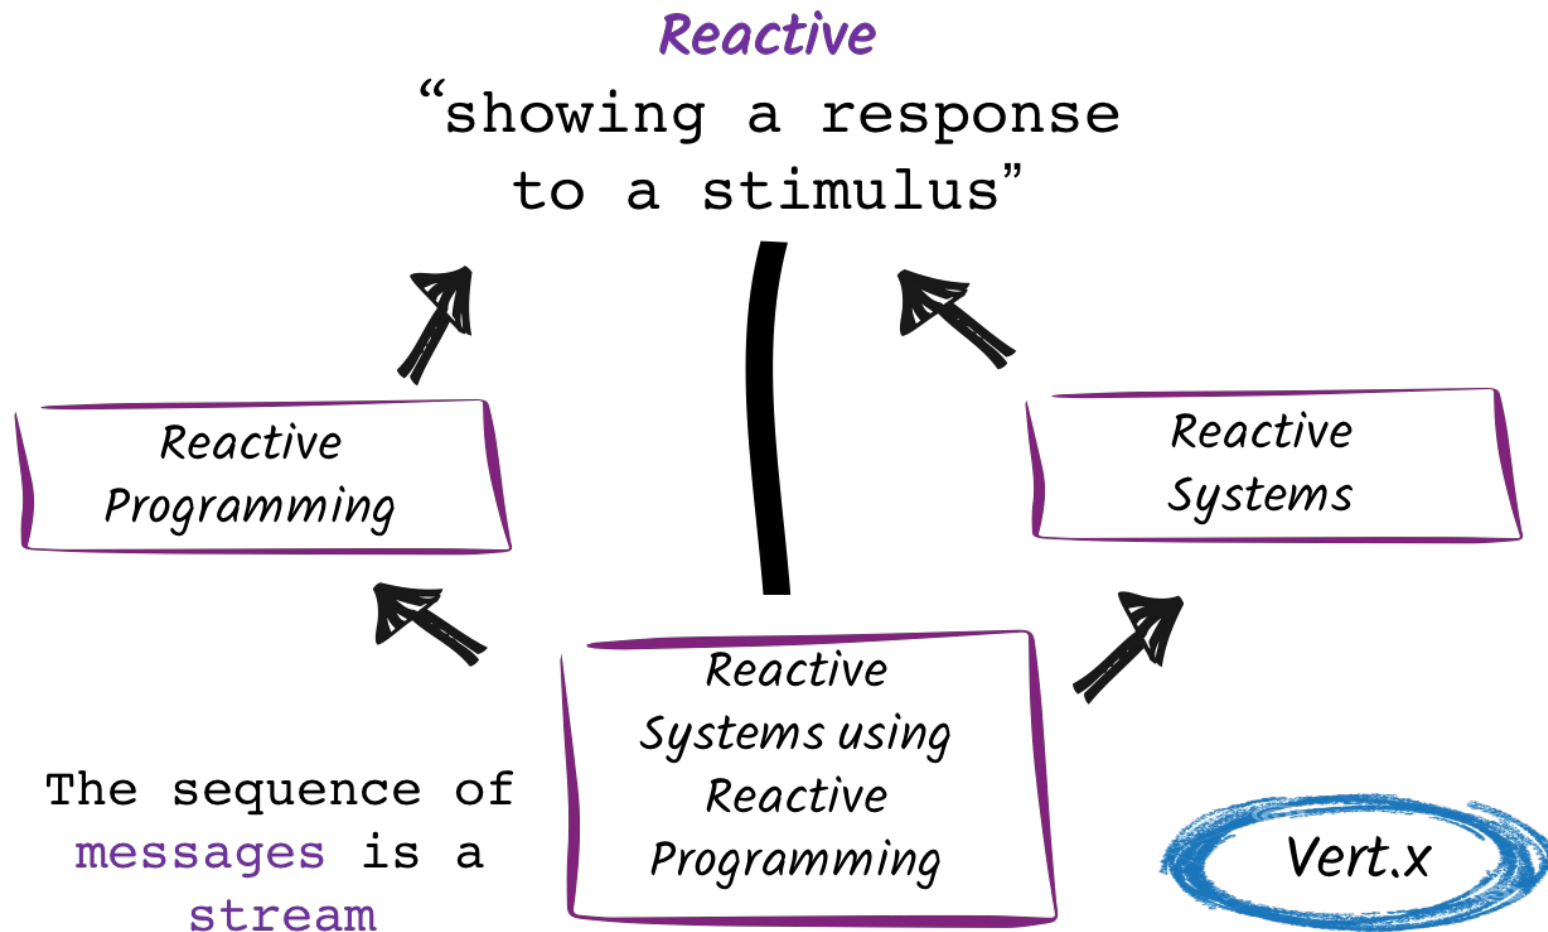 Reactive
“showing a response
to a stimulus”
Reactive
Programming
Reactive
Systems
Reactive
Systems using
Reactive
Programming
The sequence of
messages is a
stream
Vert.x